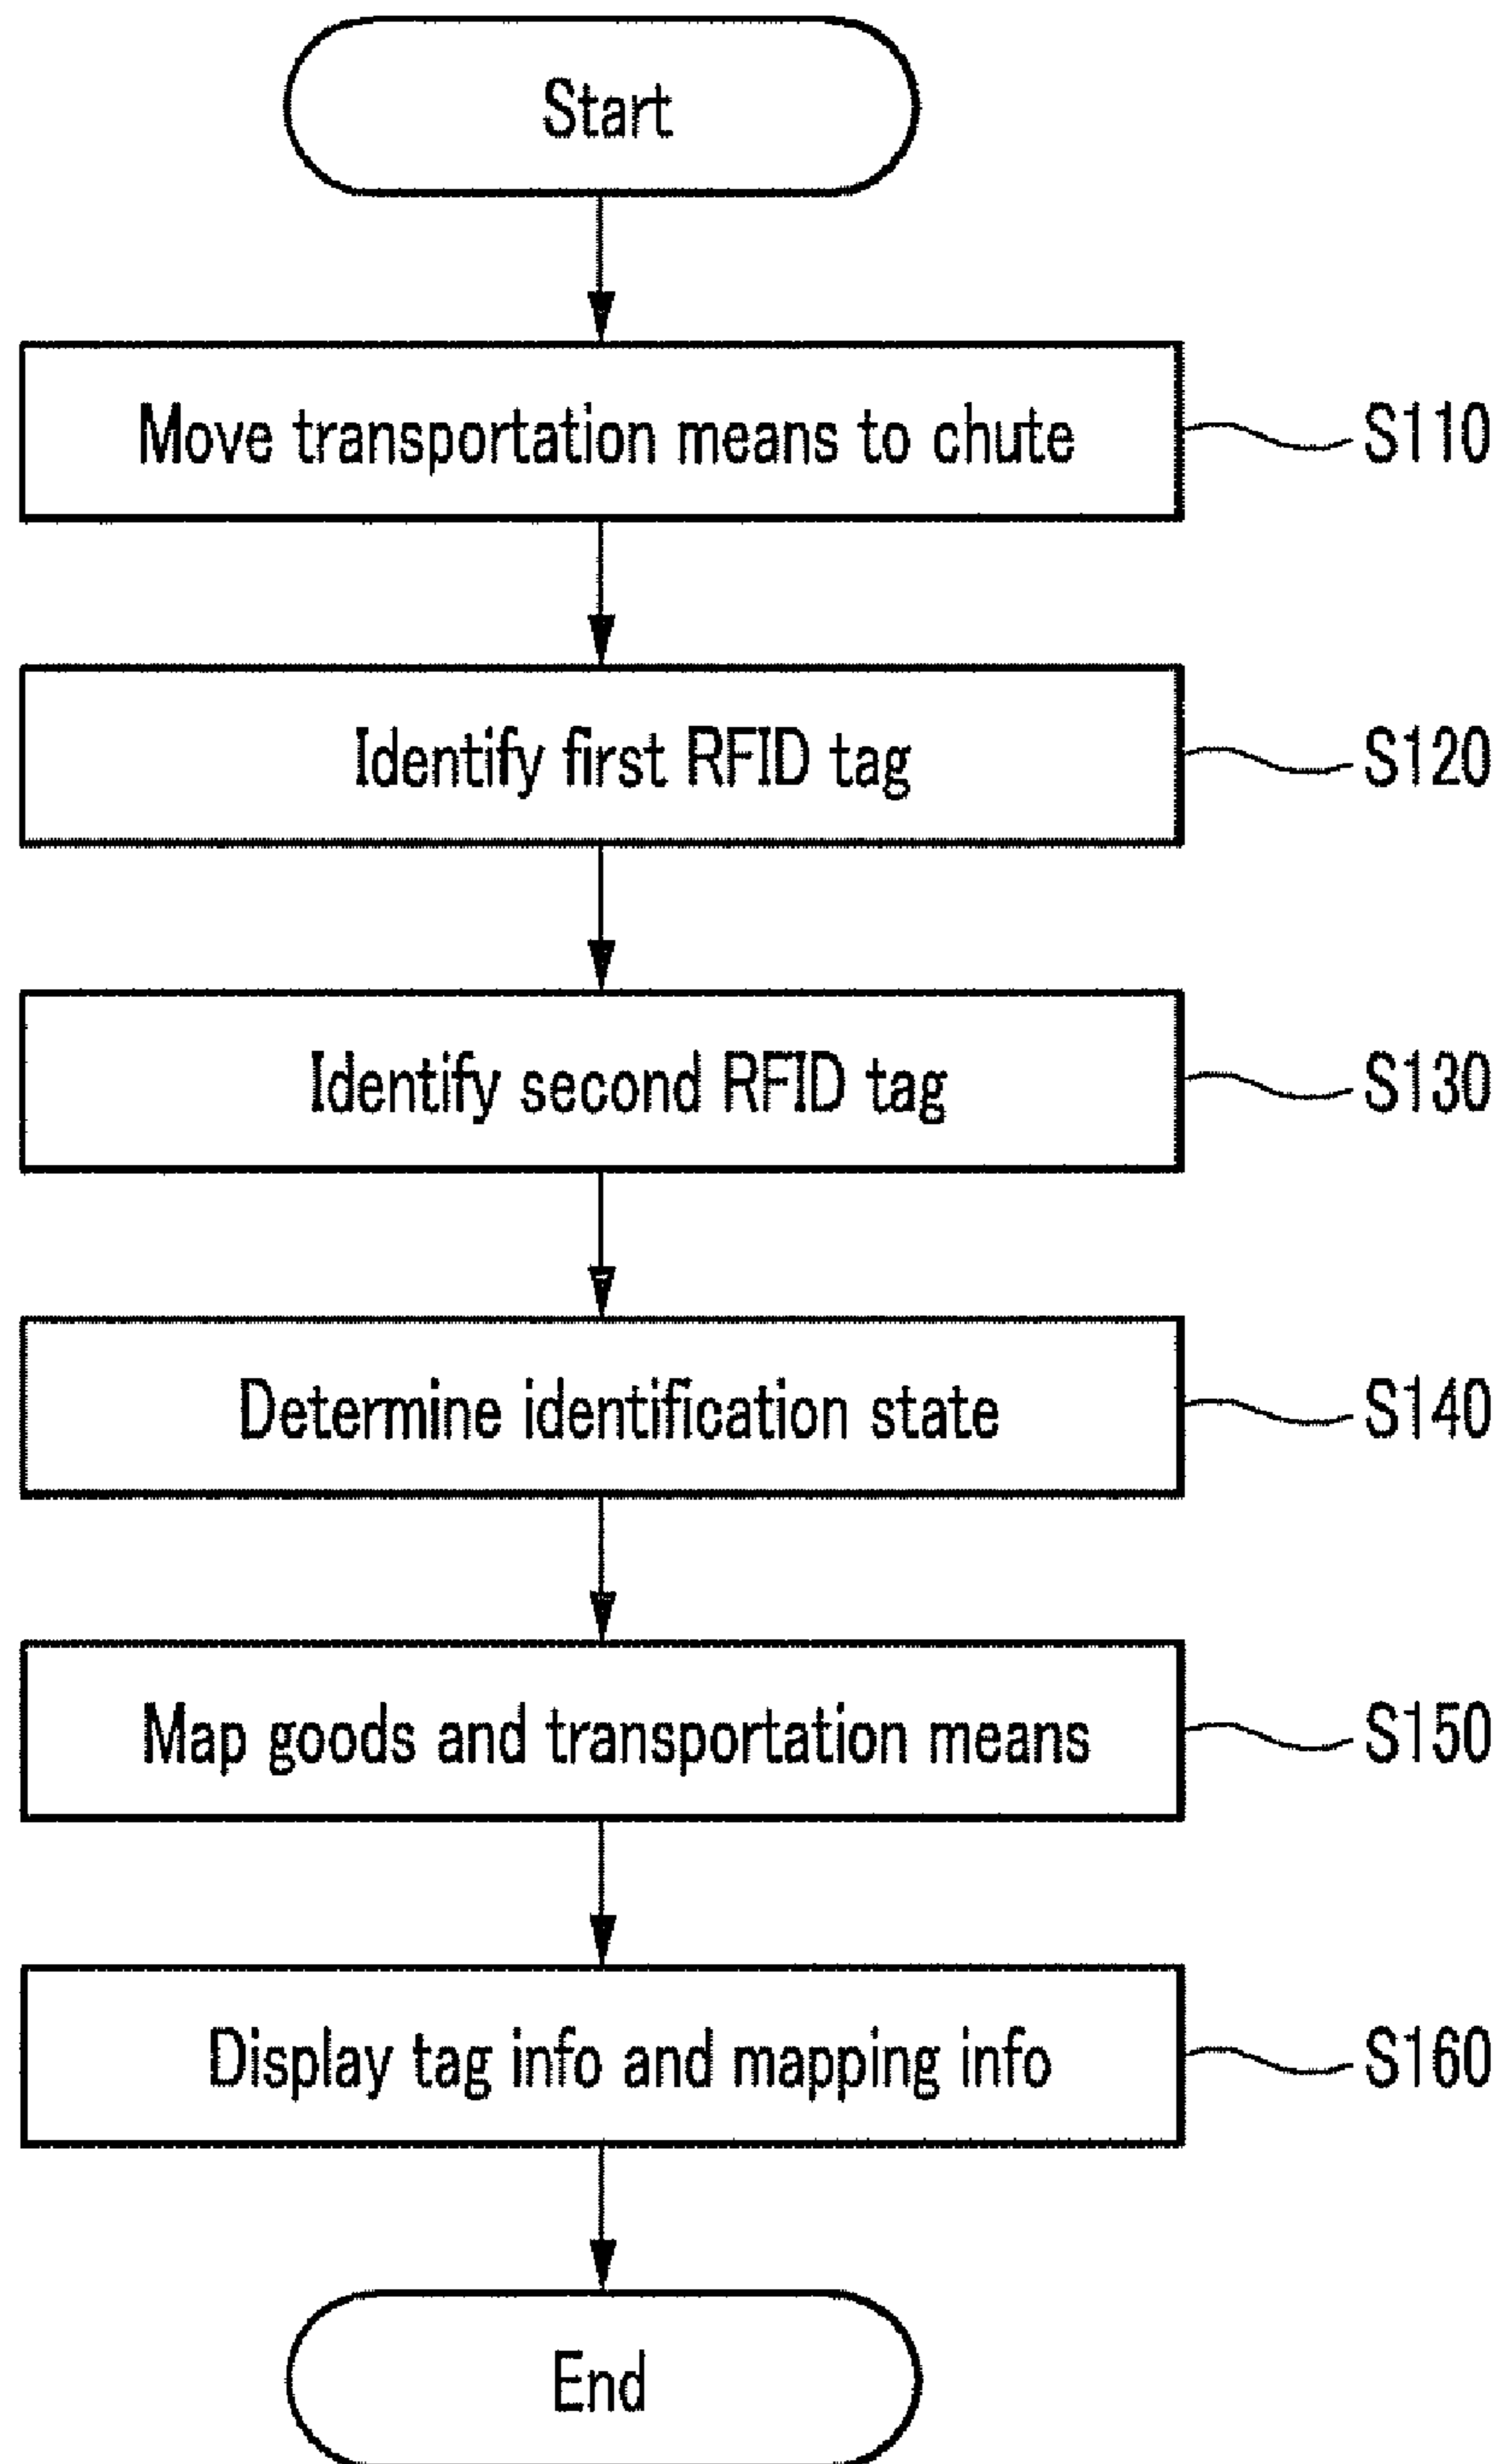 Start
Move transportation means to chute
S110
Identify first RFID tag
S120
Identify second RFID tag
S130
Determine identification state
S140
Map goods and transportation means
S150
Display tag info and mapping info
S160
End